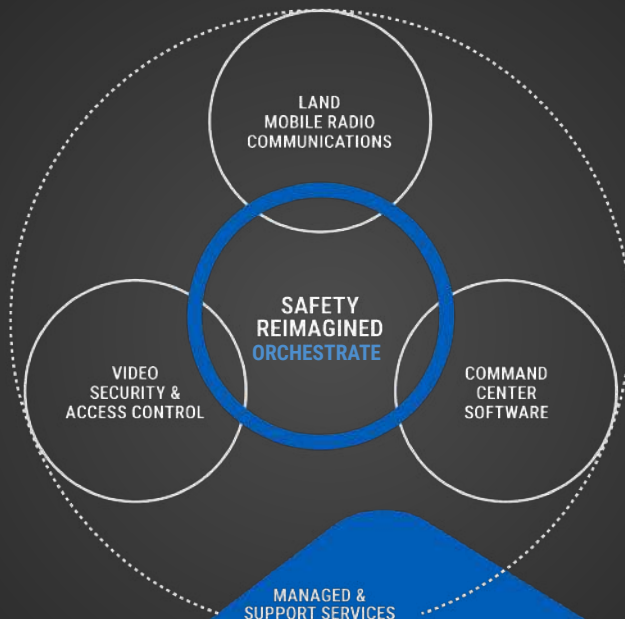 LAND
MOBILE RADIO
COMMUNICATIONS
SAFETY
REIMAGINED
ORCHESTRATE
VIDEO
SECURITY &
ACCESS CONTROL
COMMAND
CENTER
SOFTWARE
MANAGED &
SUPPORT SERVICES